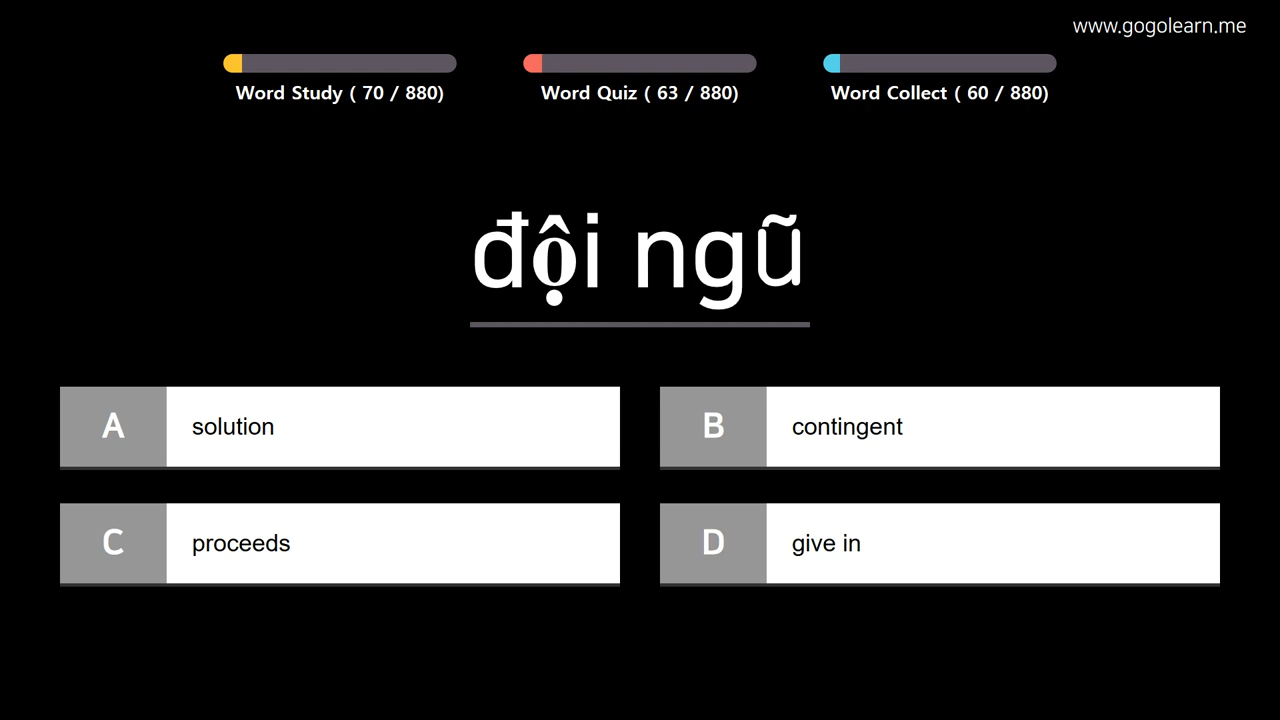 www.gogolearn.me
Word Study ( 70 / 880)
Word Quiz ( 63 / 880)
Word Collect ( 60 / 880)
đội ngũ
A solution
B contingent
C proceeds
D give in